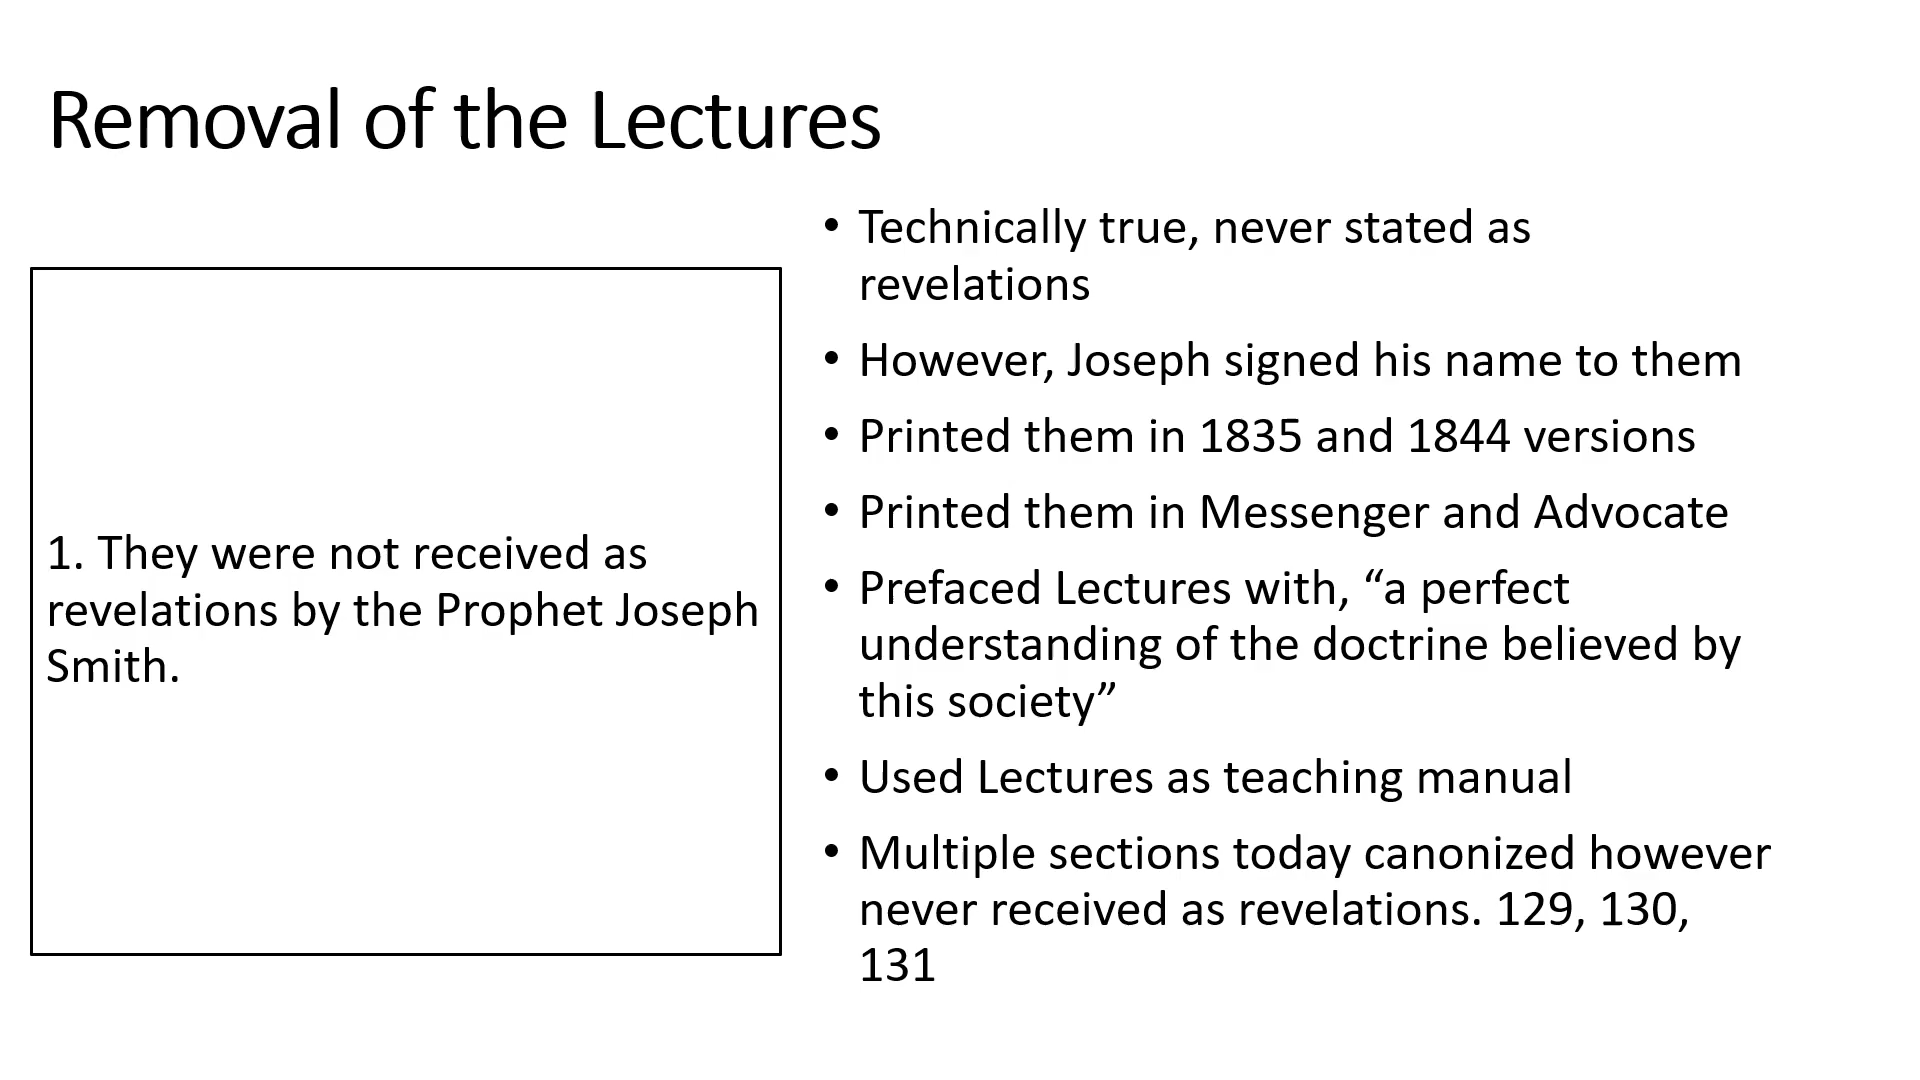 Removal of the Lectures
1. They were not received as
revelations by the Prophet Joseph
Smith.
• Technically true, never stated as
revelations
• However, Joseph signed his name to them
• Printed them in 1835 and 1844 versions
• Printed them in Messenger and Advocate
• Prefaced Lectures with, “a perfect
understanding of the doctrine believed by
this society”
• Used Lectures as teaching manual
• Multiple sections today canonized however
never received as revelations. 129, 130,
131